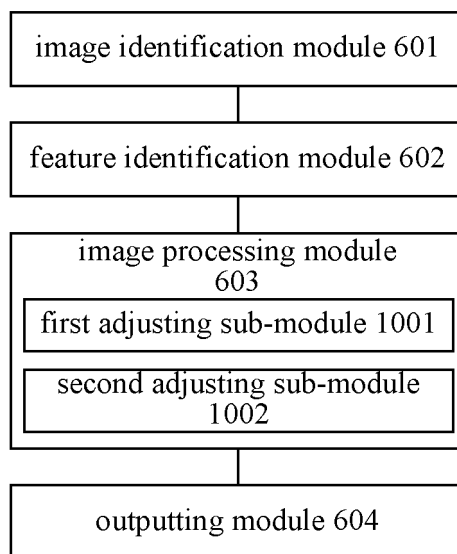 image identification module 601
feature identification module 602
image processing module
603
first adjusting sub-module 1001
second adjusting sub-module
1002
outputting module 604